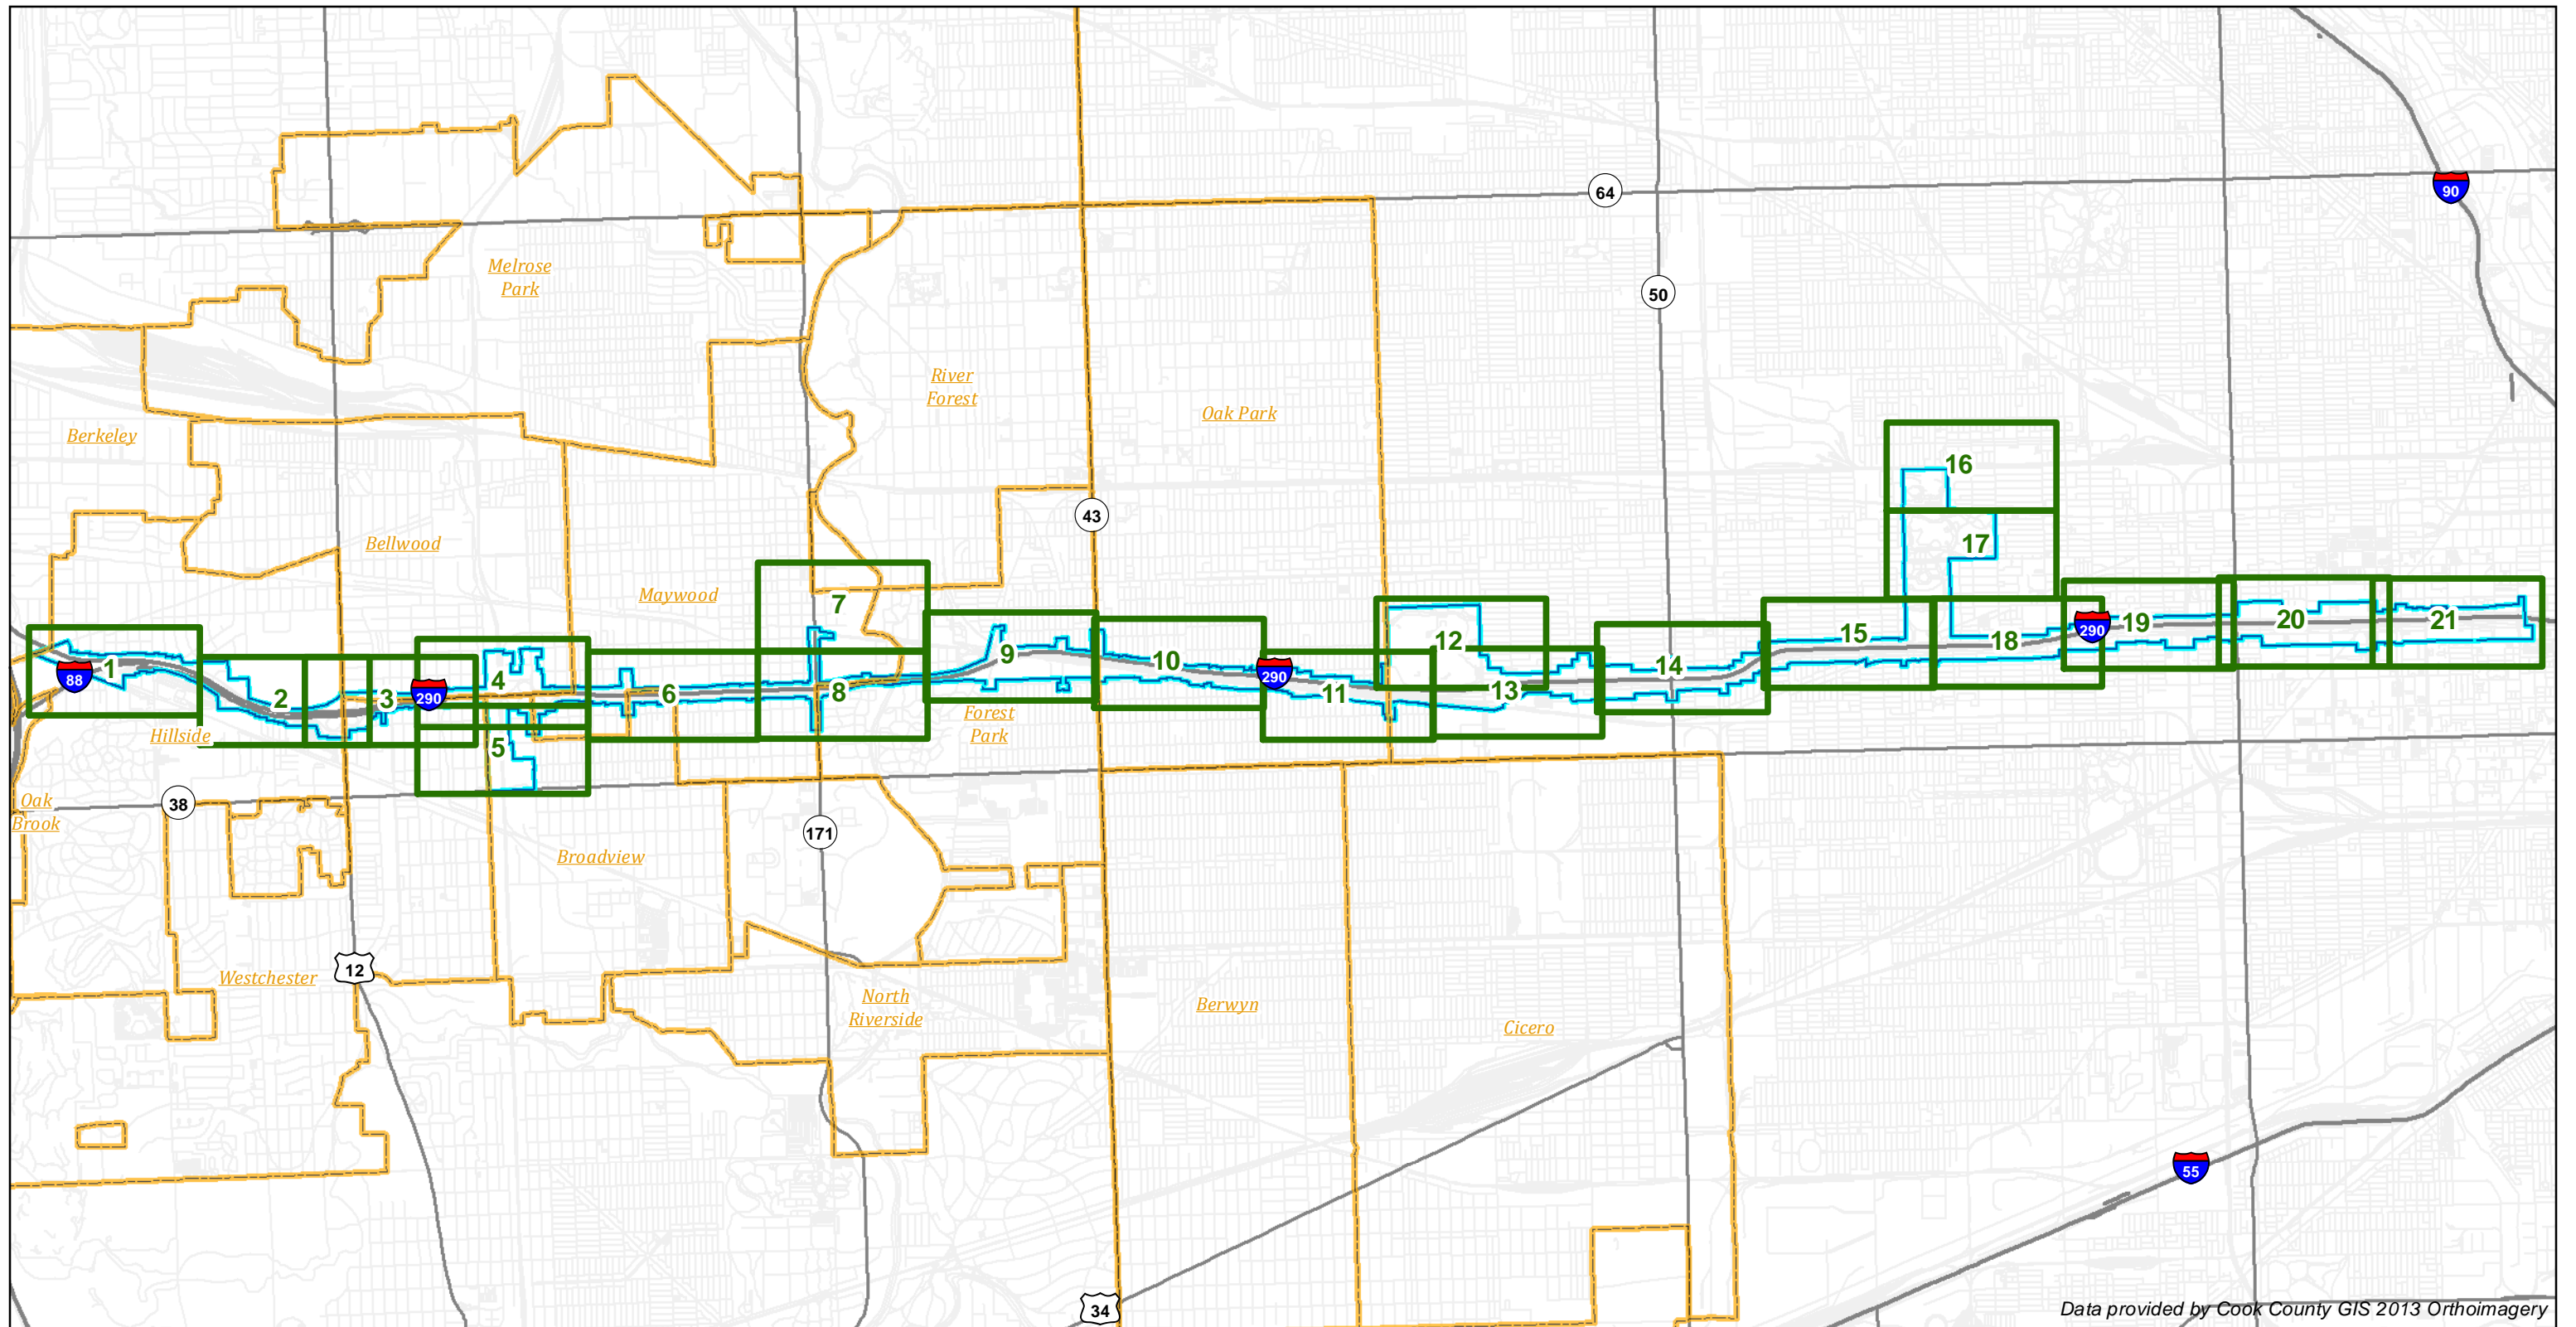 64
90
Melrose
Park
50
River
Forest
Oak Park
Berkeley
16
43
Bellwood
17
Maywood
7
12
290
19
20
21
15
18
9
10
14
1
88
290
11
13
2
3
290
4
6
8
Forest
Park
Hillside
5
Oak
Brook
38
171
Broadview
12
Westchester
North
Riverside
Berwyn
Cicero
55
34
Data provided by Cook County GIS 2013 Orthoimagery